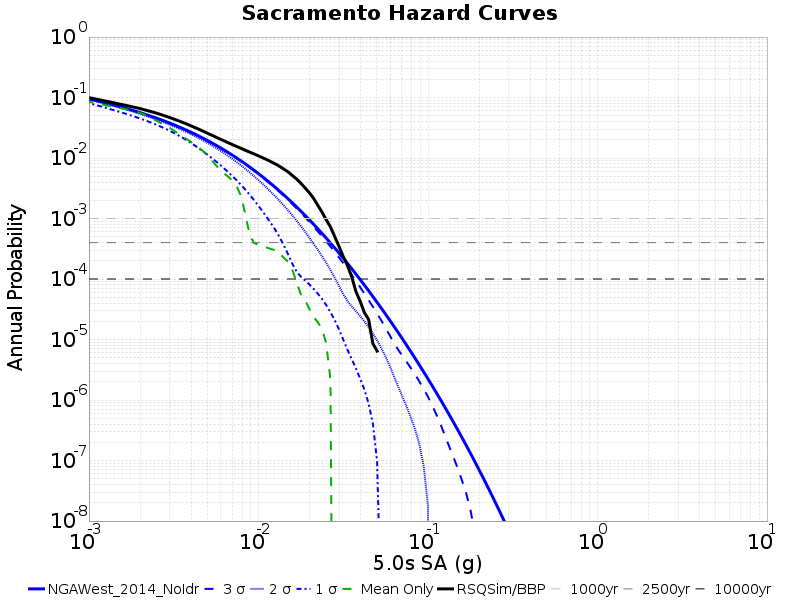 Sacramento Hazard Curves
Annual Probability
10^0
10^-1
10^-2
10^-3
10^-4
10^-5
10^-6
10^-7
10^-8
10^-3 10^-2 10^-1 10^0 10^1
5.0s SA (g)
NGAWest_2014_NoIdr 3 σ 2 σ 1 σ Mean Only RSQSim/BBP 1000yr 2500yr 10000yr